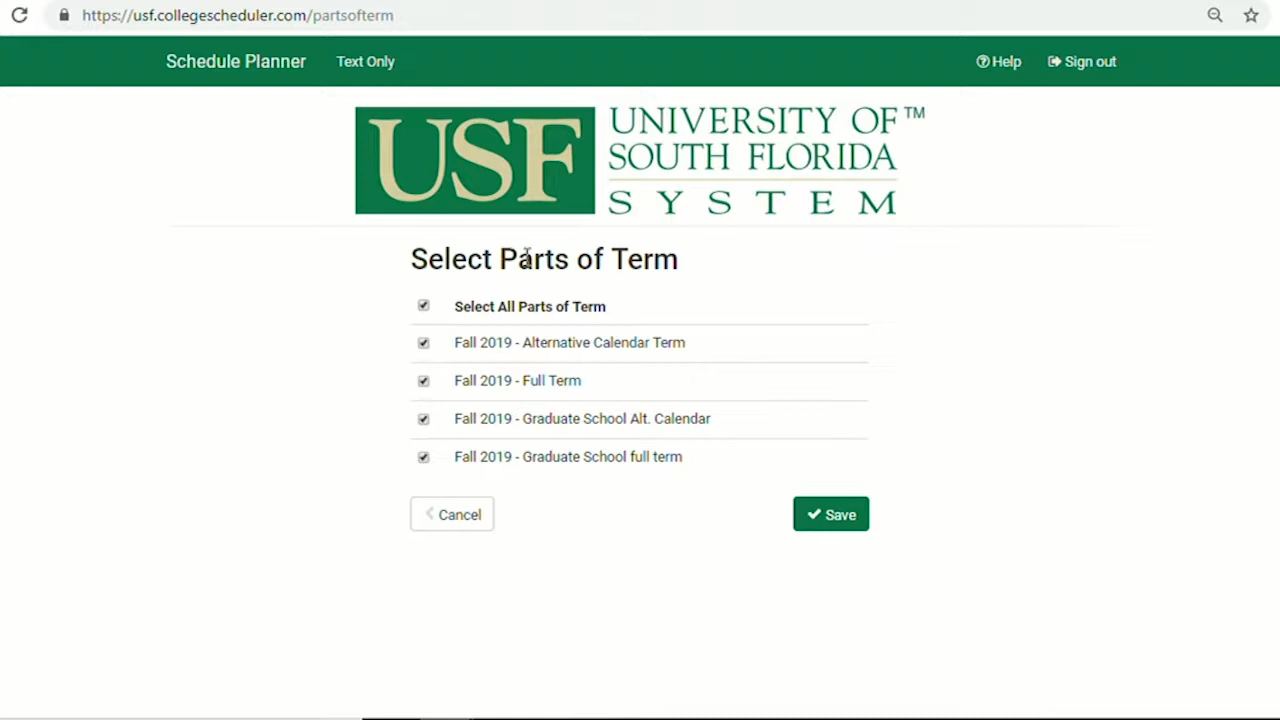 https://usf.collegescheduler.com/partsofterm
Schedule Planner Text Only Help Sign out
USF UNIVERSITY OF™
SOUTH FLORIDA
SYSTEM
Select Parts of Term
Select All Parts of Term
Fall 2019 - Alternative Calendar Term
Fall 2019 - Full Term
Fall 2019 - Graduate School Alt. Calendar
Fall 2019 - Graduate School full term
Cancel Save